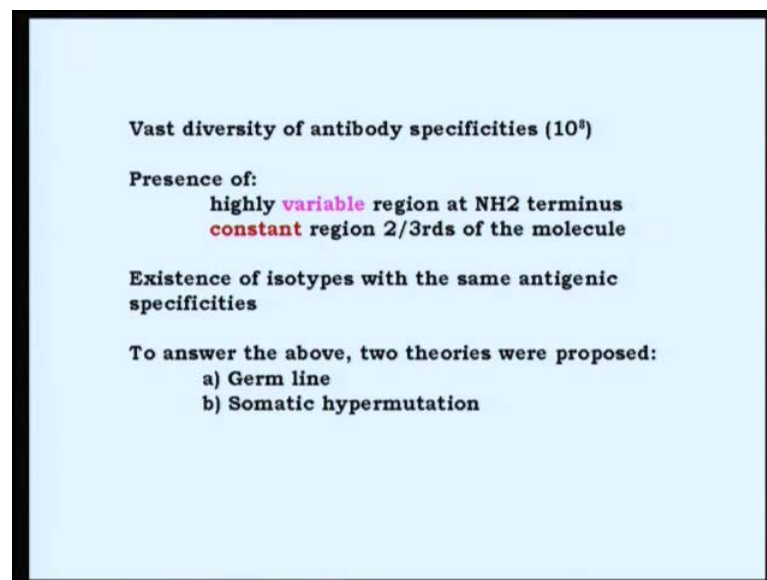 Vast diversity of antibody specificities (10⁸)
Presence of:
highly variable region at NH2 terminus
constant region 2/3rds of the molecule
Existence of isotypes with the same antigenic
specificities
To answer the above, two theories were proposed:
a) Germ line
b) Somatic hypermutation